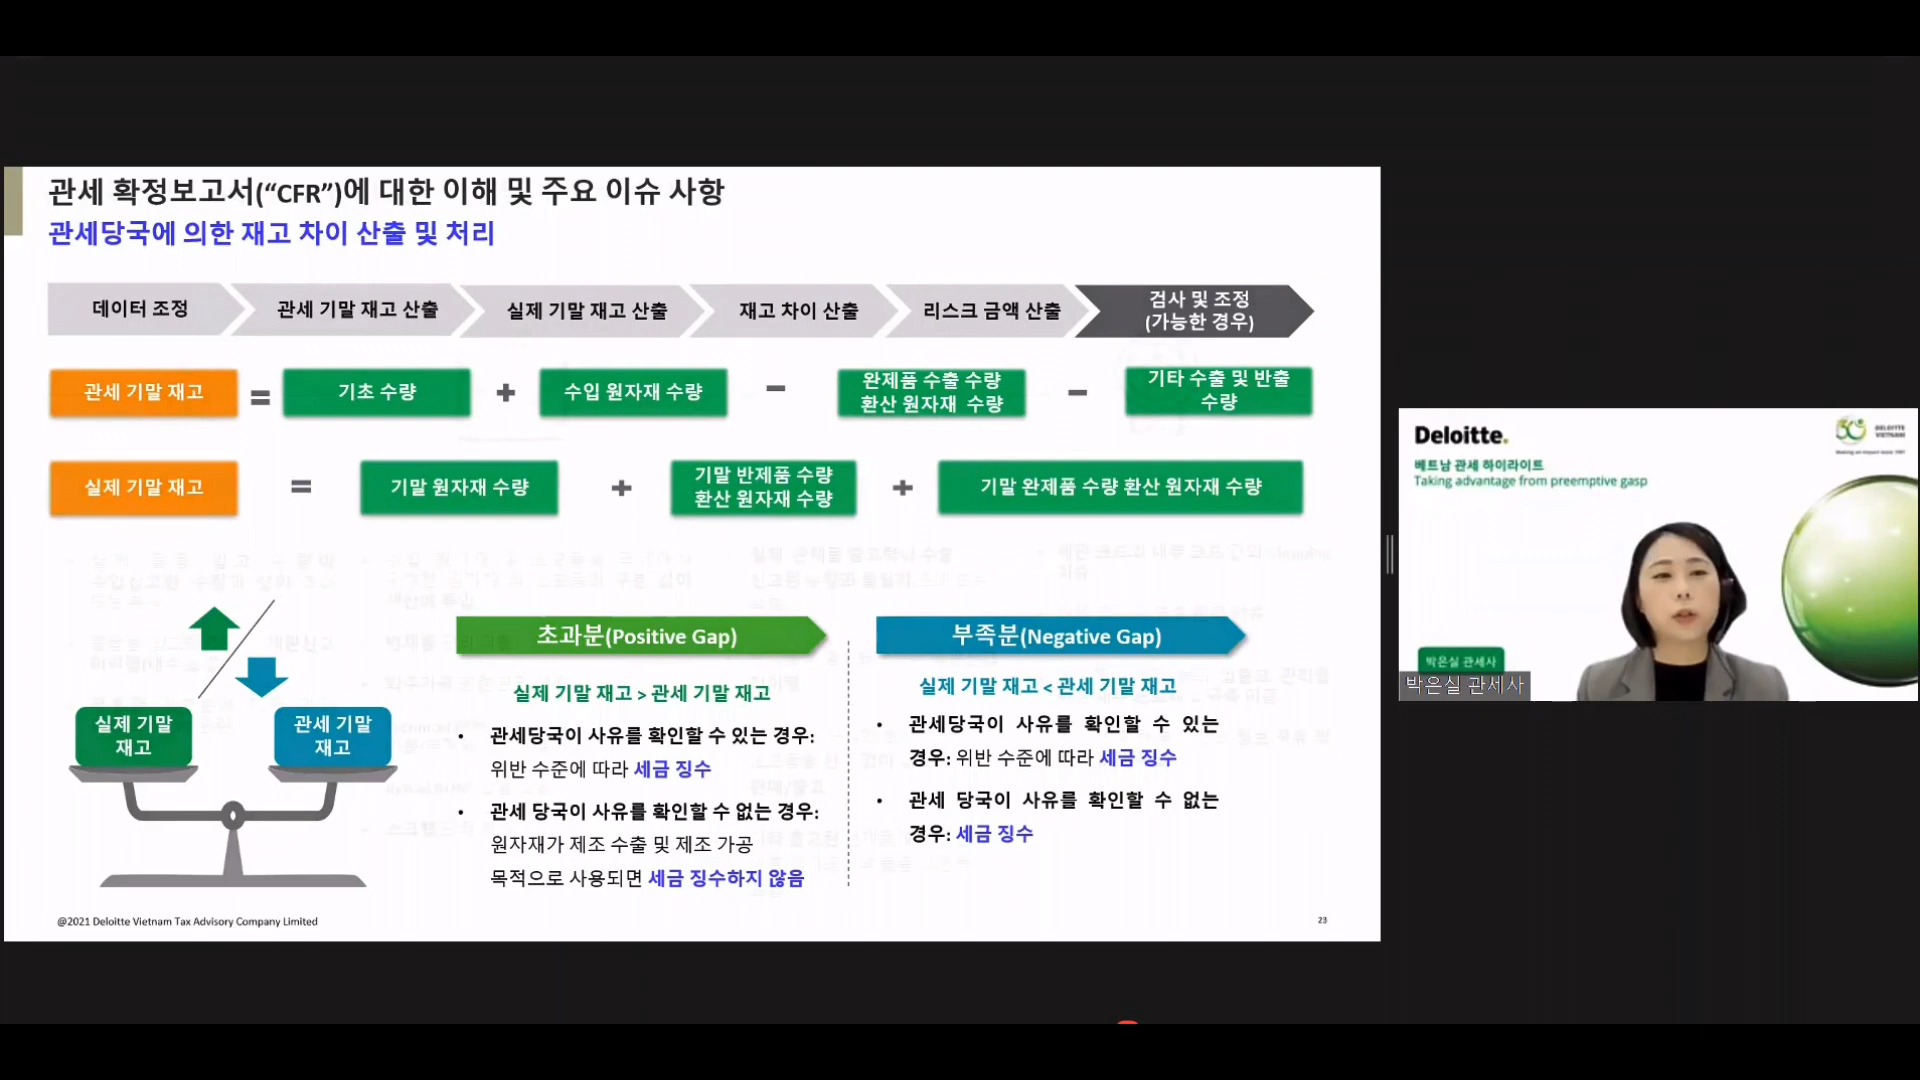 관세 확정보고서(“CFR”)에 대한 이해 및 주요 이슈 사항
관세당국에 의한 재고 차이 산출 및 처리
데이터 조정
관세 기말 재고 산출
실제 기말 재고 산출
재고 차이 산출
리스크 금액 산출
검사 및 조정
(가능한 경우)
관세 기말 재고
=
기초 수량
+
수입 원자재 수량
-
완제품 수출 수량
환산 원자재 수량
-
기타 수출 및 반출
수량
실제 기말 재고
=
기말 원자재 수량
+
기말 반제품 수량
환산 원자재 수량
+
기말 완제품 수량 환산 원자재 수량
실제 기말
재고
관세 기말
재고
초과분(Positive Gap)
실제 기말 재고 > 관세 기말 재고
• 관세당국이 사유를 확인할 수 있는 경우:
위반 수준에 따라 세금 징수
• 관세 당국이 사유를 확인할 수 없는 경우:
원자재가 제조 수출 및 제조 가공
목적으로 사용되면 세금 징수하지 않음
부족분(Negative Gap)
실제 기말 재고 < 관세 기말 재고
• 관세당국이 사유를 확인할 수 있는
경우: 위반 수준에 따라 세금 징수
• 관세 당국이 사유를 확인할 수 없는
경우: 세금 징수
@2021 Deloitte Vietnam Tax Advisory Company Limited
23
Deloitte.
DELOITTE
VIETNAM
베트남 관세 하이라이트
Taking advantage from preemptive gasp
박은실 관세사
박은실 관세사